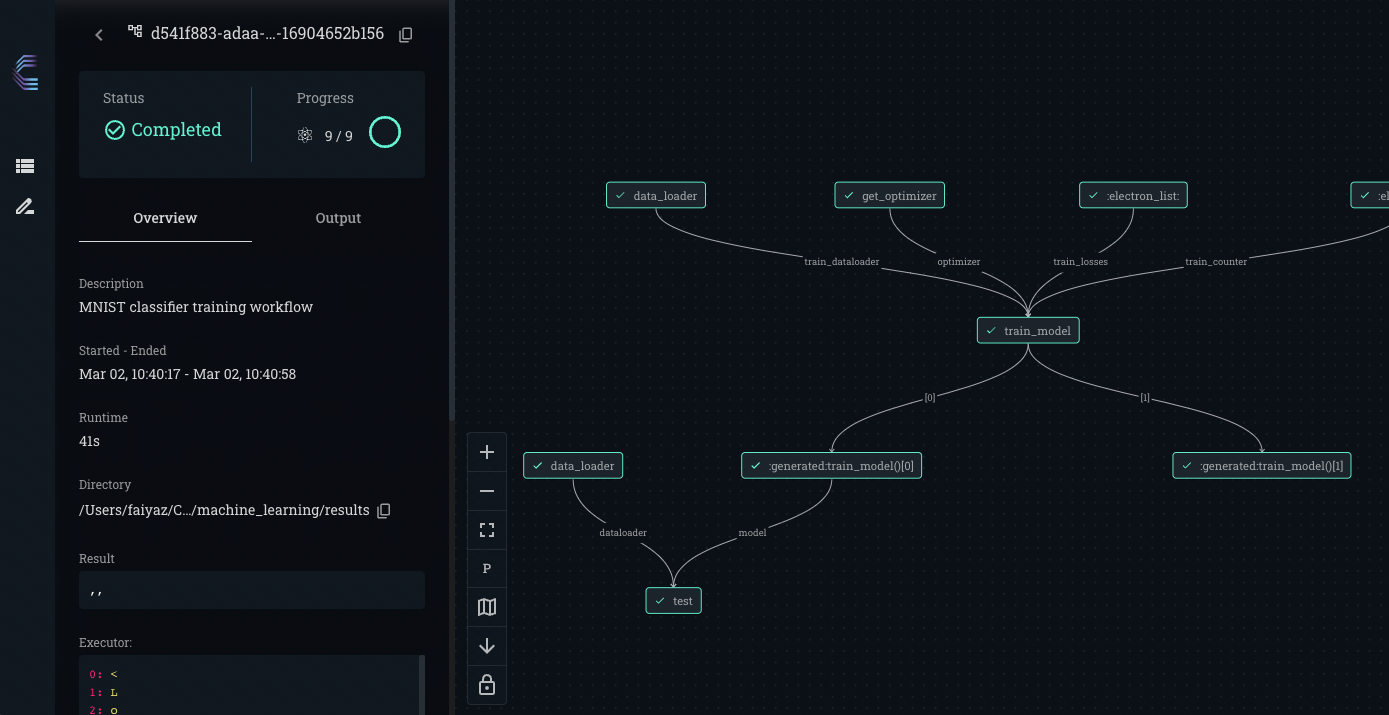 d541f883-adaa-...-16904652b156
Status
Completed
Progress
9 / 9
Overview
Output
Description
MNIST classifier training workflow
Started - Ended
Mar 02, 10:40:17 - Mar 02, 10:40:58
Runtime
41s
Directory
/Users/faiyaz/C.../machine_learning/results
Result
,,
Executor:
0: <
1: L
2: o
data_loader
get_optimizer
:electron_list:
:el
train_dataloader
optimizer
train_losses
train_counter
train_model
[0]
[1]
data_loader
:generated:train_model()[0]
:generated:train_model()[1]
dataloader
model
test
P